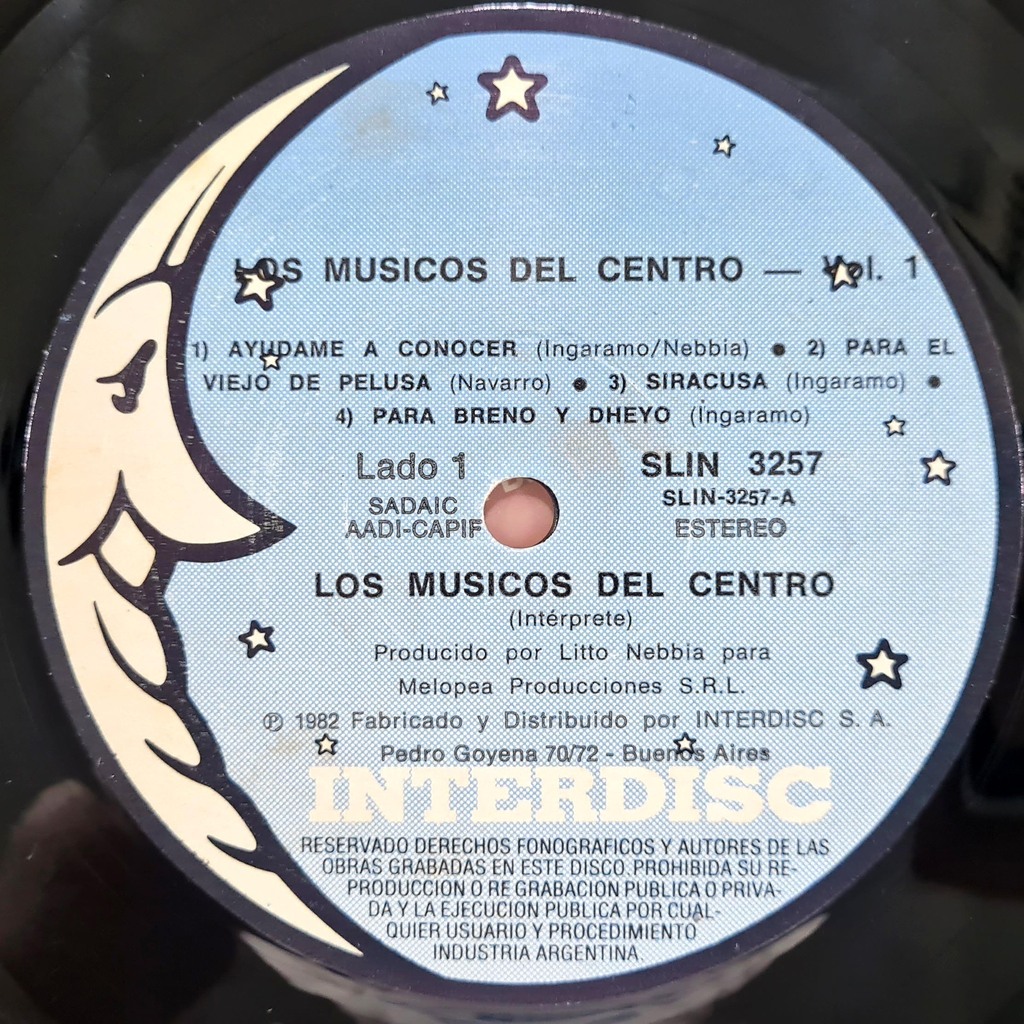 LOS MUSICOS DEL CENTRO — Vol. 1
1) AYUDAME A CONOCER (Ingaramo/Nebbia) ● 2) PARA EL
VIEJO DE PELUSA (Navarro) ● 3) SIRACUSA (Ingaramo) ●
4) PARA BRENO Y DHEYO (Ingaramo)
Lado 1 SLIN 3257
SADAIC SLIN-3257-A
AADI-CAPIF ESTEREO
LOS MUSICOS DEL CENTRO
(Intérprete)
Producido por Litto Nebbia para
Melopea Producciones S.R.L.
℗ 1982 Fabricado y Distribuído por INTERDISC S. A.
Pedro Goyena 70/72 - Buenos Aires
INTERDISC
RESERVADO DERECHOS FONOGRAFICOS Y AUTORES DE LAS
OBRAS GRABADAS EN ESTE DISCO. PROHIBIDA SU RE-
PRODUCCION O RE GRABACION PUBLICA O PRIVA-
DA Y LA EJECUCION PUBLICA POR CUAL-
QUIER USUARIO Y PROCEDIMIENTO
INDUSTRIA ARGENTINA.